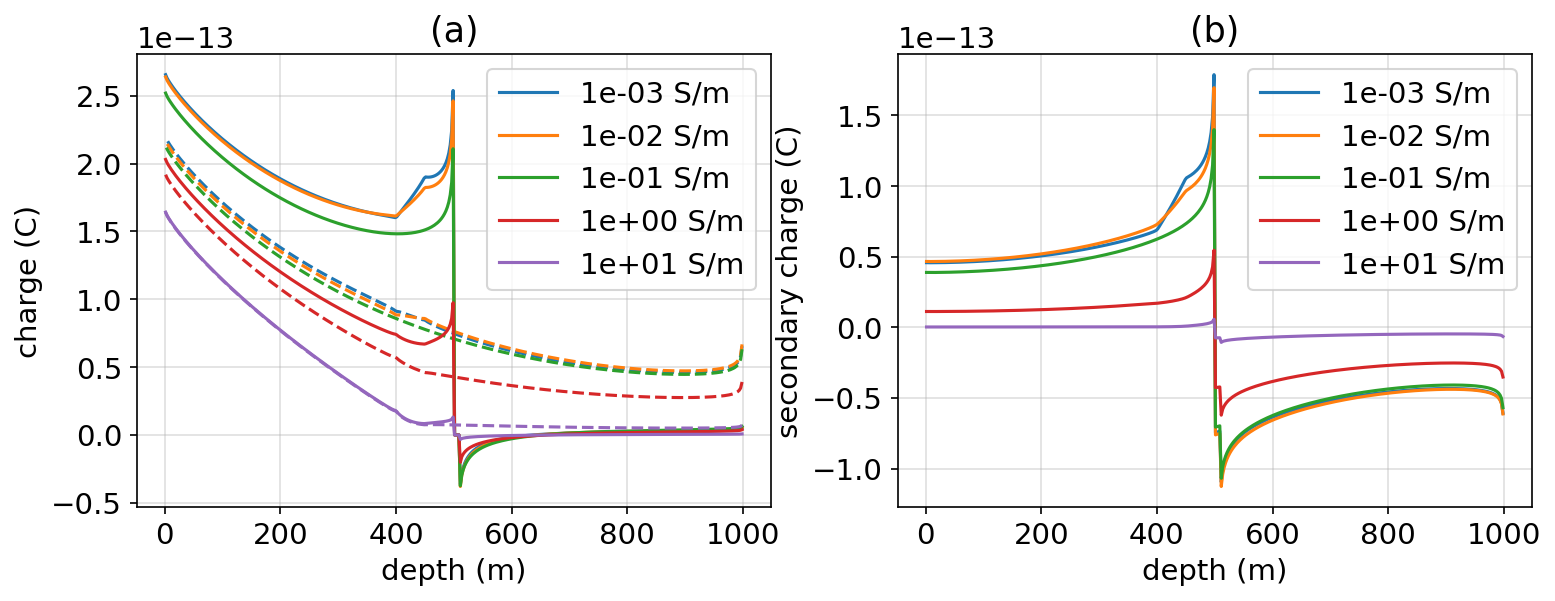 (a)
1e−13
charge (C)
2.5
2.0
1.5
1.0
0.5
0.0
−0.5
0 200 400 600 800 1000
depth (m)
1e-03 S/m
1e-02 S/m
1e-01 S/m
1e+00 S/m
1e+01 S/m
(b)
1e−13
secondary charge (C)
1.5
1.0
0.5
0.0
−0.5
−1.0
0 200 400 600 800 1000
depth (m)
1e-03 S/m
1e-02 S/m
1e-01 S/m
1e+00 S/m
1e+01 S/m